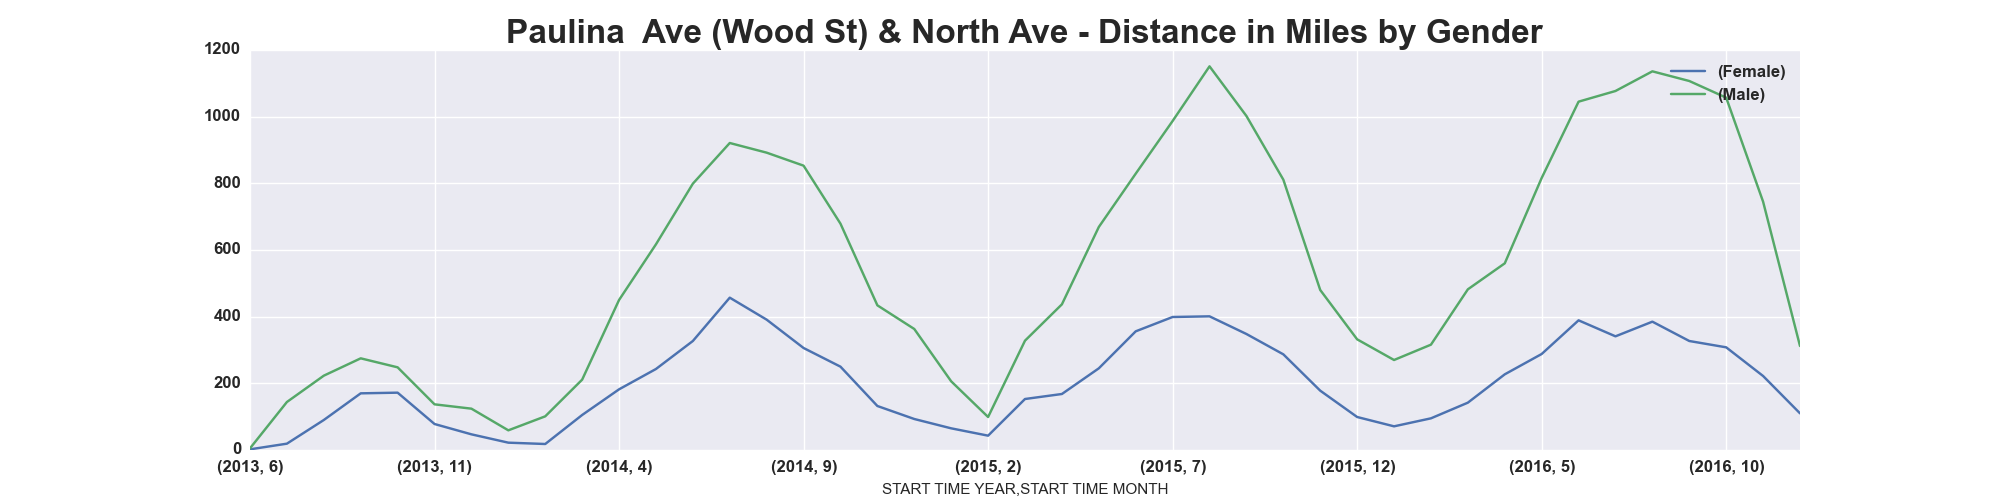 Paulina  Ave (Wood St) & North Ave - Distance in Miles by Gender
1200
1000
800
600
400
200
0
(Female)
(Male)
(2013, 6) (2013, 11) (2014, 4) (2014, 9) (2015, 2) (2015, 7) (2015, 12) (2016, 5) (2016, 10)
START TIME YEAR,START TIME MONTH